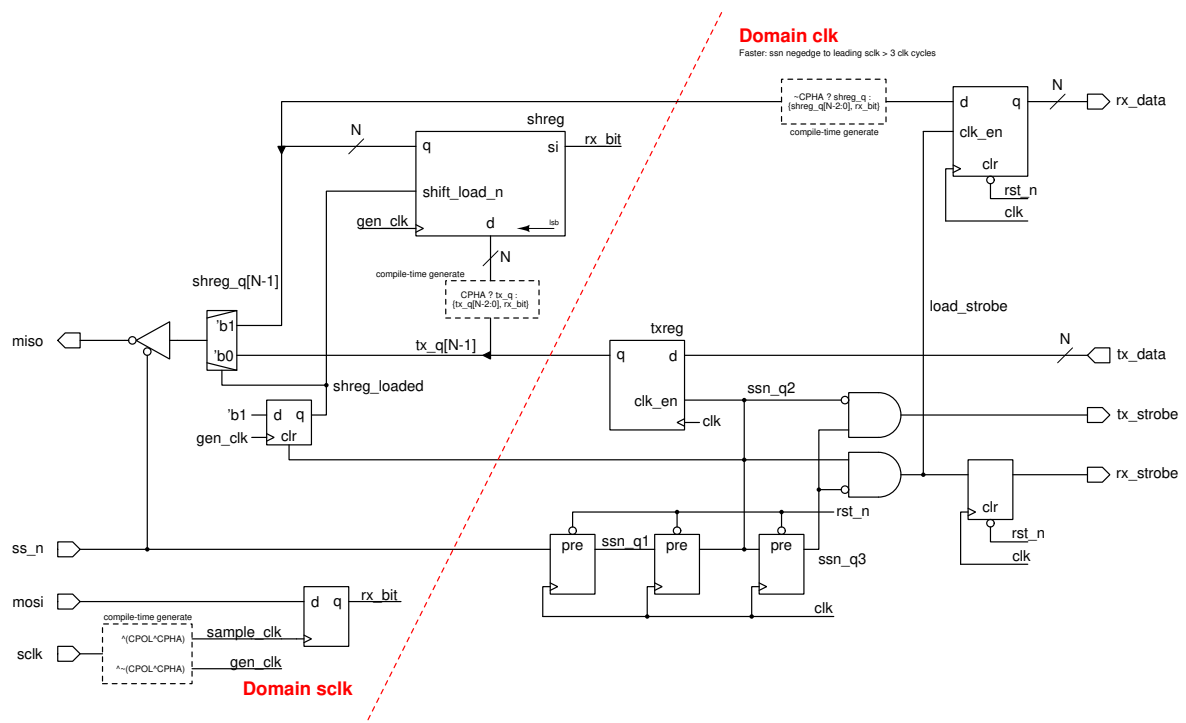 Domain clk
Faster: ssn negedge to leading sclk > 3 clk cycles
~CPHA ? shreg_q :
{shreg_q[N-2:0], rx_bit}
compile-time generate
N
d
q
clk_en
clr
rst_n
clk
rx_data
shreg
N
q
si
rx_bit
shift_load_n
gen_clk
d
lsb
N
compile-time generate
CPHA ? tx_q :
{tx_q[N-2:0], rx_bit}
shreg_q[N-1]
load_strobe
miso
'b1
'b0
tx_q[N-1]
shreg_loaded
txreg
q
d
clk_en
clk
N
tx_data
ssn_q2
tx_strobe
'b1
d
q
clr
gen_clk
rx_strobe
clr
rst_n
clk
rst_n
ss_n
pre
ssn_q1
pre
pre
ssn_q3
clk
mosi
d
q
rx_bit
compile-time generate
^(CPOL^CPHA)
sample_clk
sclk
^~(CPOL^CPHA)
gen_clk
Domain sclk